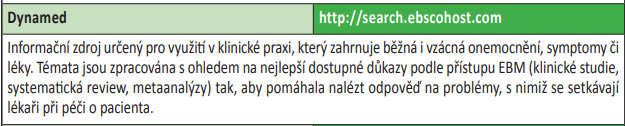 Dynamed http://search.ebscohost.com
Informační zdroj určený pro využití v klinické praxi, který zahrnuje běžná i vzácná onemocnění, symptomy či
léky. Témata jsou zpracována s ohledem na nejlepší dostupné důkazy podle přístupu EBM (klinické studie,
systematická review, metaanalýzy) tak, aby pomáhala nalézt odpověď na problémy, s nimiž se setkávají
lékaři při péči o pacienta.